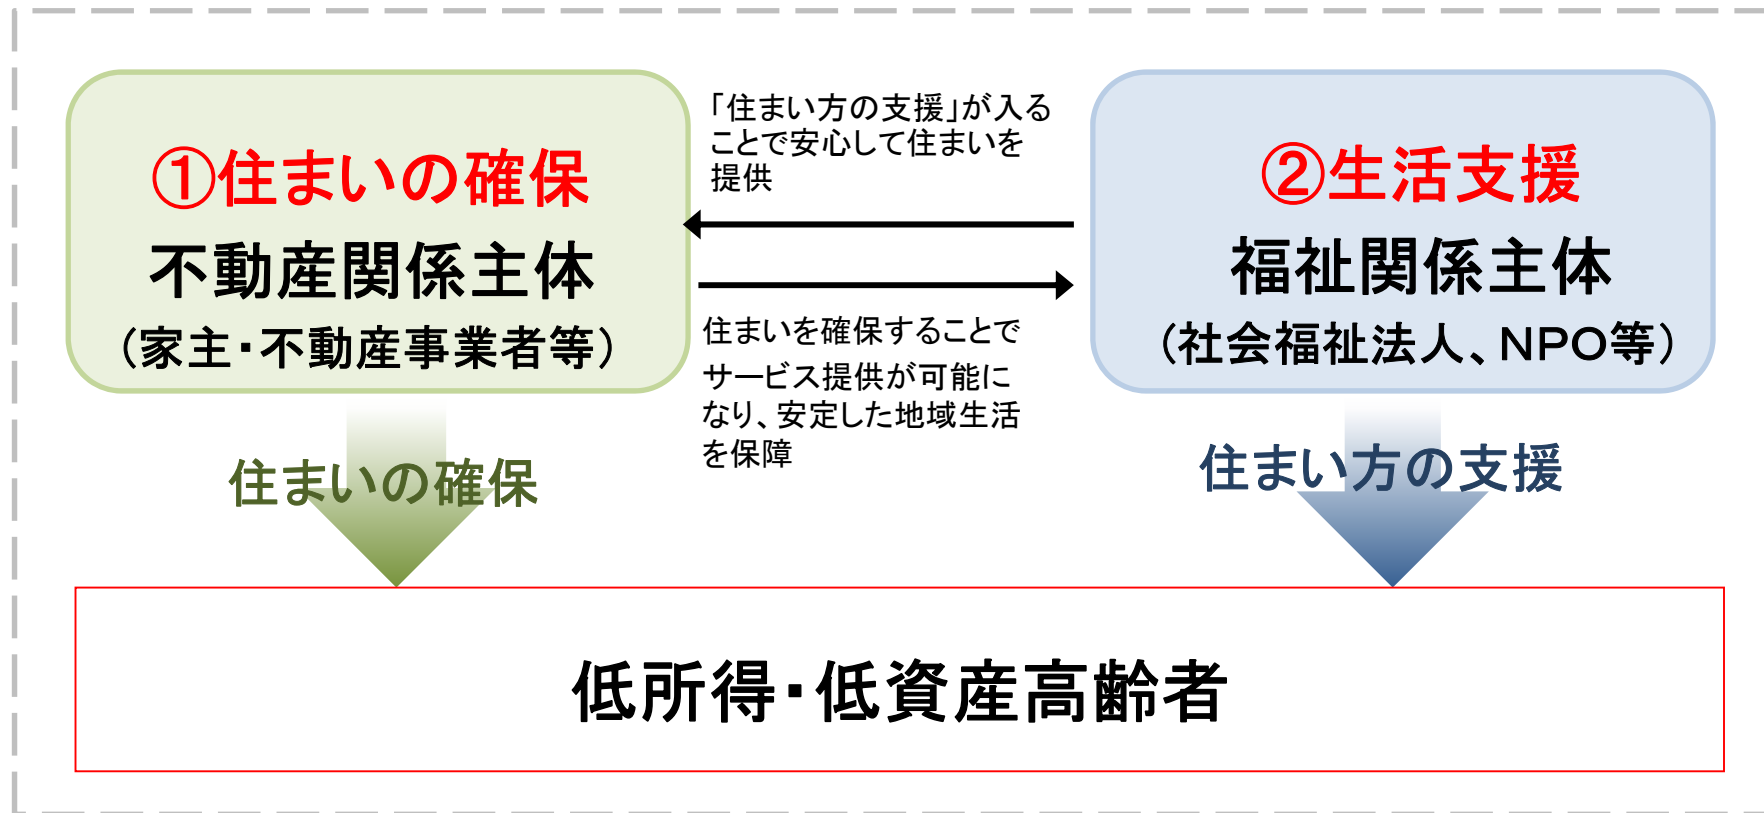 ①住まいの確保
不動産関係主体
（家主・不動産事業者等）
「住まい方の支援」が入る
ことで安心して住まいを
提供
住まいを確保することで
サービス提供が可能に
なり、安定した地域生活
を保障
②生活支援
福祉関係主体
（社会福祉法人、ＮＰＯ等）
住まいの確保
住まい方の支援
低所得・低資産高齢者